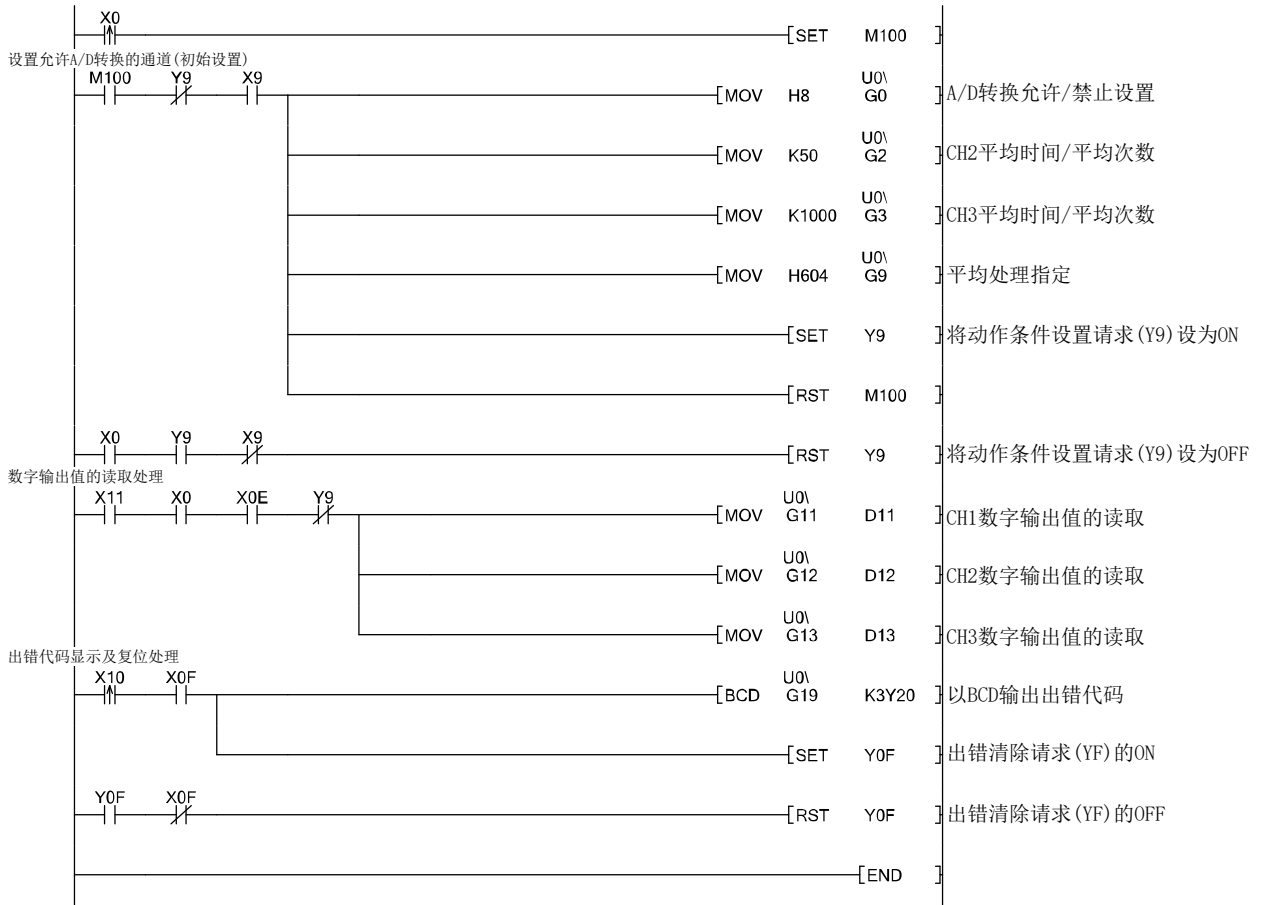 X0
[SET M100 ]
设置允许A/D转换的通道(初始设置)
M100 Y9 X9
[MOV H8 U0\G0 ] A/D转换允许/禁止设置
[MOV K50 U0\G2 ] CH2平均时间/平均次数
[MOV K1000 U0\G3 ] CH3平均时间/平均次数
[MOV H604 U0\G9 ] 平均处理指定
[SET Y9 ] 将动作条件设置请求(Y9)设为ON
[RST M100 ]
X0 Y9 X9
[RST Y9 ] 将动作条件设置请求(Y9)设为OFF
数字输出值的读取处理
X11 X0 X0E Y9
[MOV U0\G11 D11 ] CH1数字输出值的读取
[MOV U0\G12 D12 ] CH2数字输出值的读取
[MOV U0\G13 D13 ] CH3数字输出值的读取
出错代码显示及复位处理
X10 X0F
[BCD U0\G19 K3Y20 ] 以BCD输出出错代码
[SET Y0F ] 出错清除请求(YF)的ON
Y0F X0F
[RST Y0F ] 出错清除请求(YF)的OFF
[END ]